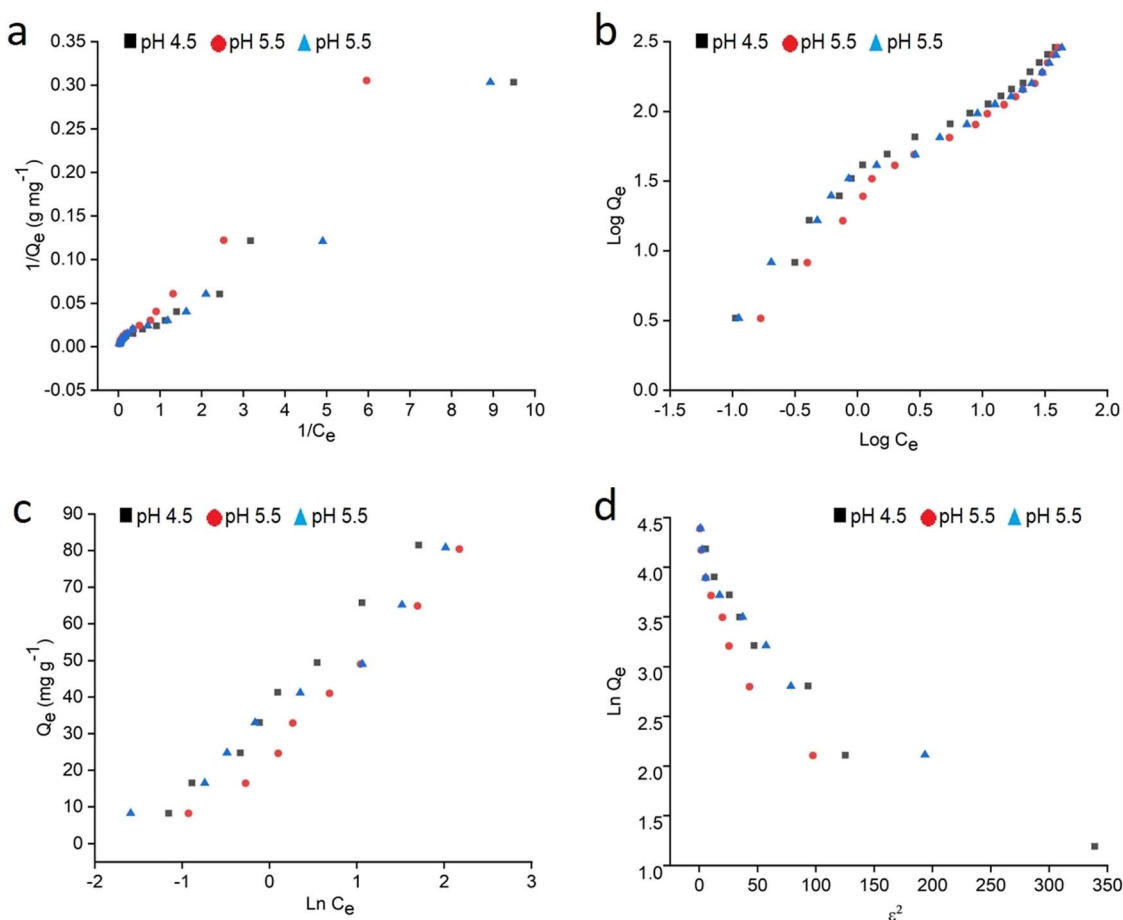 a
pH 4.5 pH 5.5 pH 5.5
0.35
0.30
0.25
0.20
0.15
0.10
0.05
0.00
-0.05
1/Qe (g mg-1)
0 1 2 3 4 5 6 7 8 9 10
1/Ce
b
pH 4.5 pH 5.5 pH 5.5
2.5
2.0
1.5
1.0
0.5
0.0
Log Qe
-1.5 -1.0 -0.5 0.0 0.5 1.0 1.5 2.0
Log Ce
c
pH 4.5 pH 5.5 pH 5.5
90
80
70
60
50
40
30
20
10
0
Qe (mg g-1)
-2 -1 0 1 2 3
Ln Ce
d
pH 4.5 pH 5.5 pH 5.5
4.5
4.0
3.5
3.0
2.5
2.0
1.5
1.0
Ln Qe
0 50 100 150 200 250 300 350
ε2